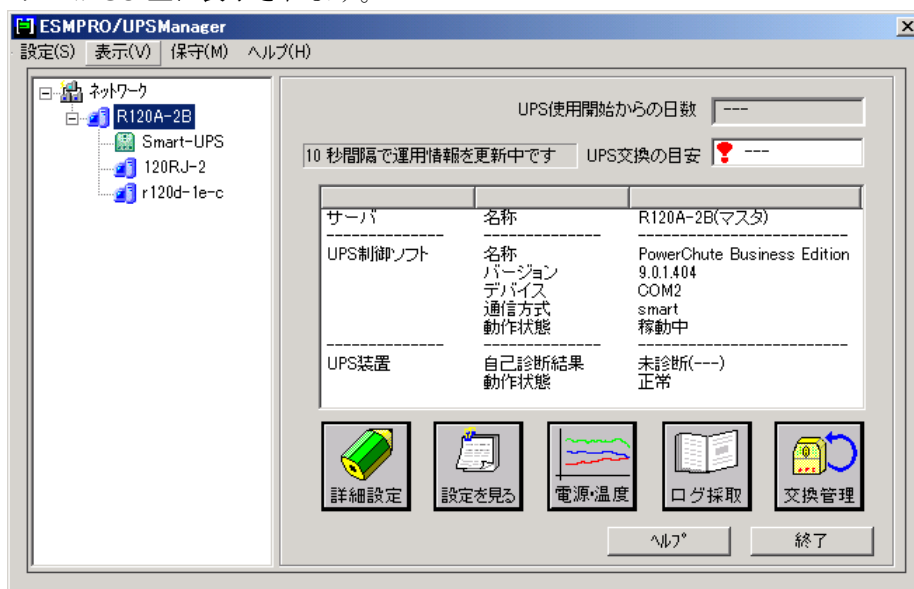 ESMPRO/UPSManager
設定(S) 表示(V) 保守(M) ヘルプ(H)
ネットワーク
R120A-2B
Smart-UPS
120RJ-2
r120d-1e-c
UPS使用開始からの日数 ---
10 秒間隔で運用情報を更新中です UPS交換の目安 ---
サーバ 名称 R120A-2B(マスタ)
-------------- -------------- -------------------------
UPS制御ソフト 名称 PowerChute Business Edition
バージョン 9.0.1.404
デバイス COM2
通信方式 smart
動作状態 稼動中
-------------- -------------- -------------------------
UPS装置 自己診断結果 未診断(---)
動作状態 正常
詳細設定 設定を見る 電源・温度 ログ採取 交換管理
ヘルプ 終了